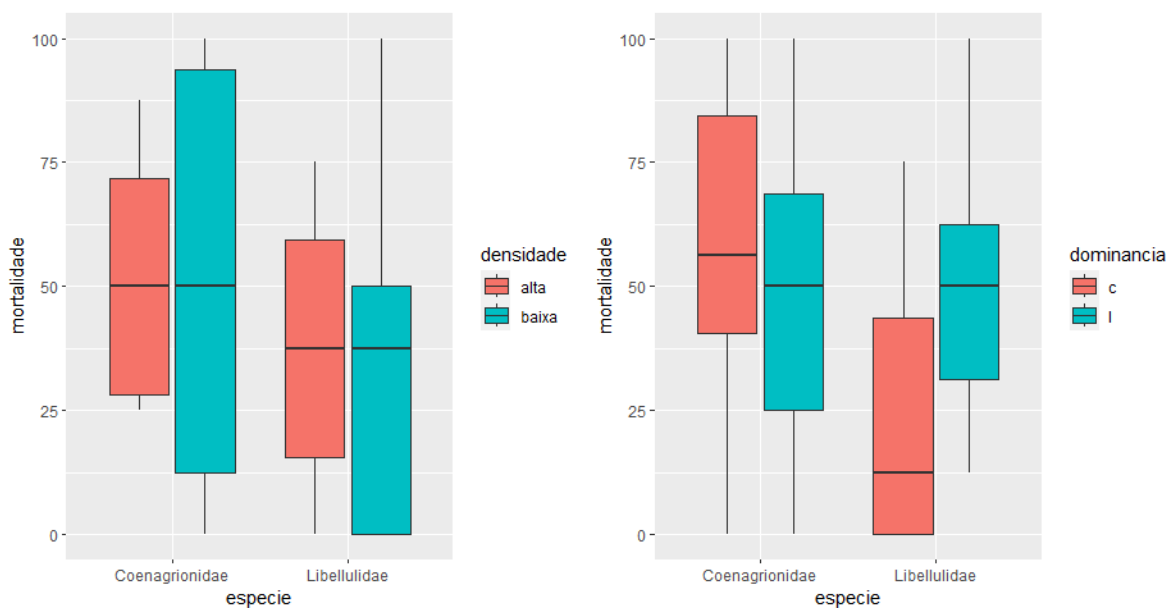 100
75
50
25
0
mortalidade
Coenagrionidae
Libellulidae
especie
densidade
alta
baixa
100
75
50
25
0
mortalidade
Coenagrionidae
Libellulidae
especie
dominancia
c
l